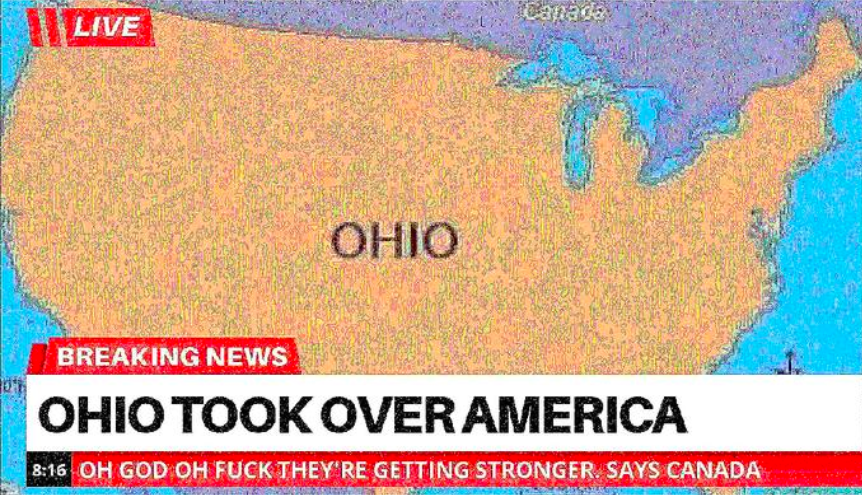 Canada
LIVE
OHIO
BREAKING NEWS
OHIO TOOK OVER AMERICA
8:16 OH GOD OH FUCK THEY'RE GETTING STRONGER. SAYS CANADA